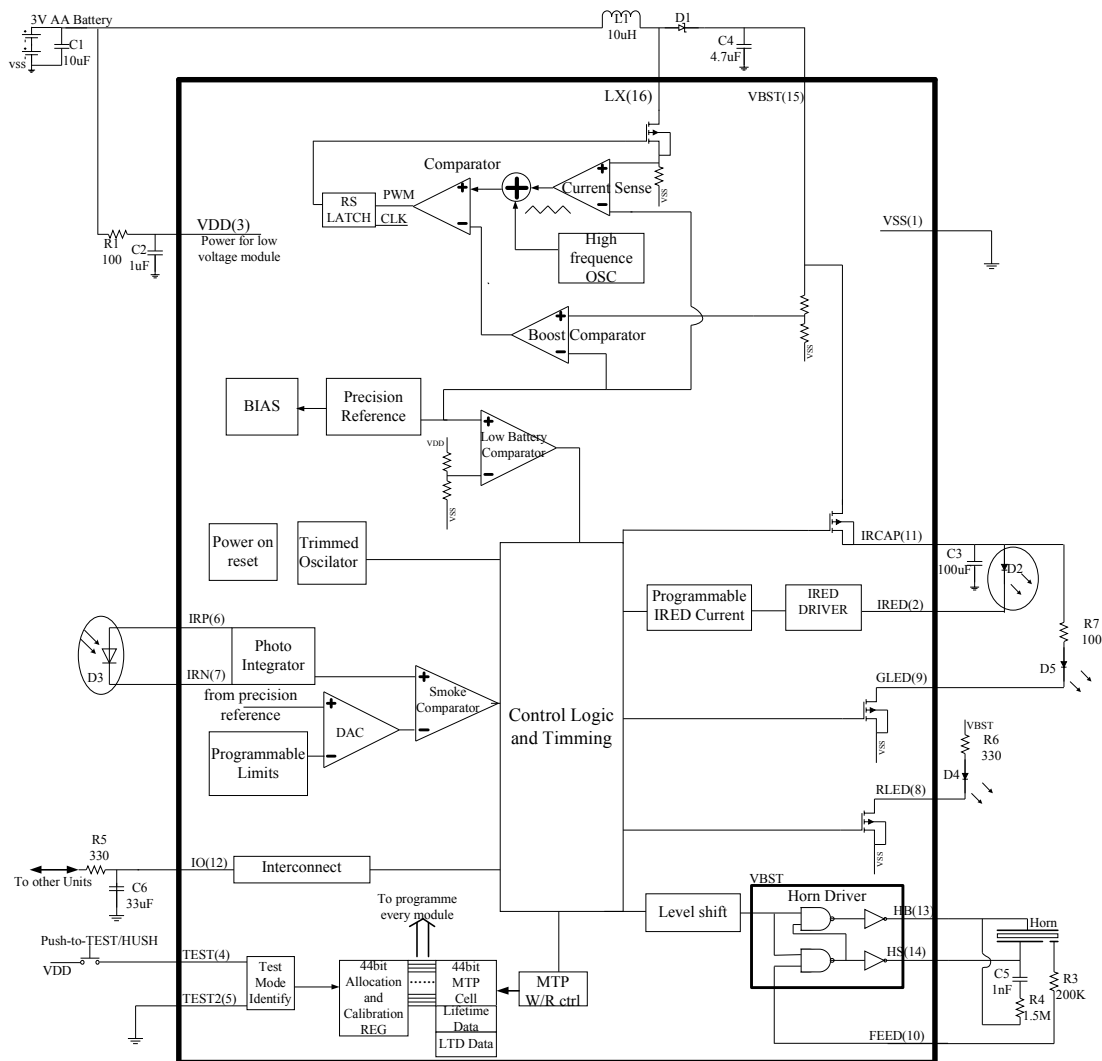 3V AA Battery
VSS
C1
10uF
L1
10uH
D1
C4
4.7uF
LX(16)
VBST(15)
Comparator
PWM
CLK
RS
LATCH
Current Sense
VSS
High
frequence
OSC
VSS(1)
VDD(3)
Power for low
voltage module
R1
100
C2
1uF
Boost Comparator
VSS
BIAS
Precision
Reference
VDD
Low Battery
Comparator
VSS
Power on
reset
Trimmed
Oscilator
IRCAP(11)
C3
100uF
D2
Programmable
IRED Current
IRED
DRIVER
IRED(2)
R7
100
D5
IRP(6)
Photo
Integrator
D3
IRN(7)
from precision
reference
DAC
Smoke
Comparator
Programmable
Limits
Control Logic
and Timming
GLED(9)
VSS
VBST
R6
330
D4
RLED(8)
VSS
R5
330
IO(12)
Interconnect
To other Units
C6
33uF
VBST
Horn Driver
Level shift
HB(13)
Horn
HS(14)
C5
1nF
R4
1.5M
R3
200K
FEED(10)
To programme
every module
Push-to-TEST/HUSH
VDD
TEST(4)
TEST2(5)
Test
Mode
Identify
44bit
Allocation
and
Calibration
REG
44bit
MTP
Cell
Lifetime
Data
LTD Data
MTP
W/R ctrl